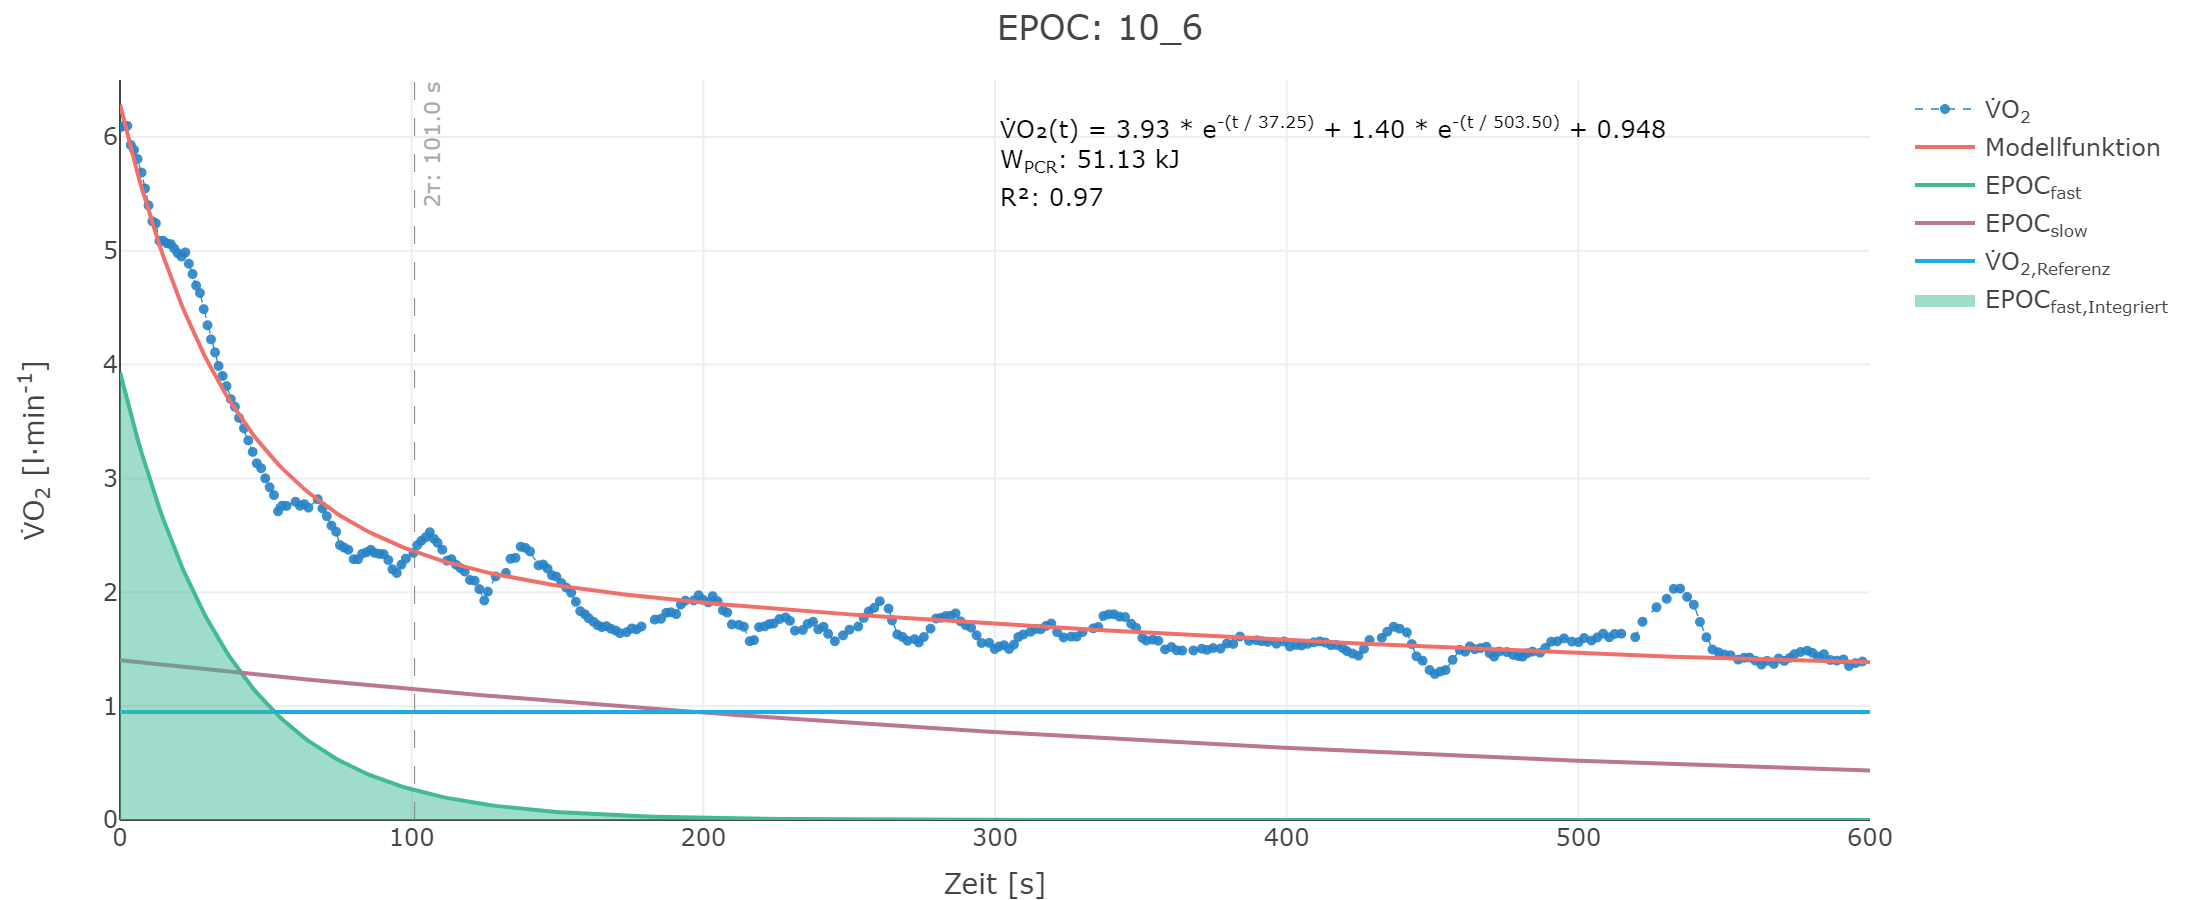 EPOC: 10_6
V̇O₂(t) = 3.93 * e^-(t / 37.25) + 1.40 * e^-(t / 503.50) + 0.948
W_PCR: 51.13 kJ
R²: 0.97
2τ: 101.0 s
V̇O₂
Modellfunktion
EPOC_fast
EPOC_slow
V̇O₂,Referenz
EPOC_fast,Integriert
V̇O₂ [l·min⁻¹]
6
5
4
3
2
1
0
0 100 200 300 400 500 600
Zeit [s]